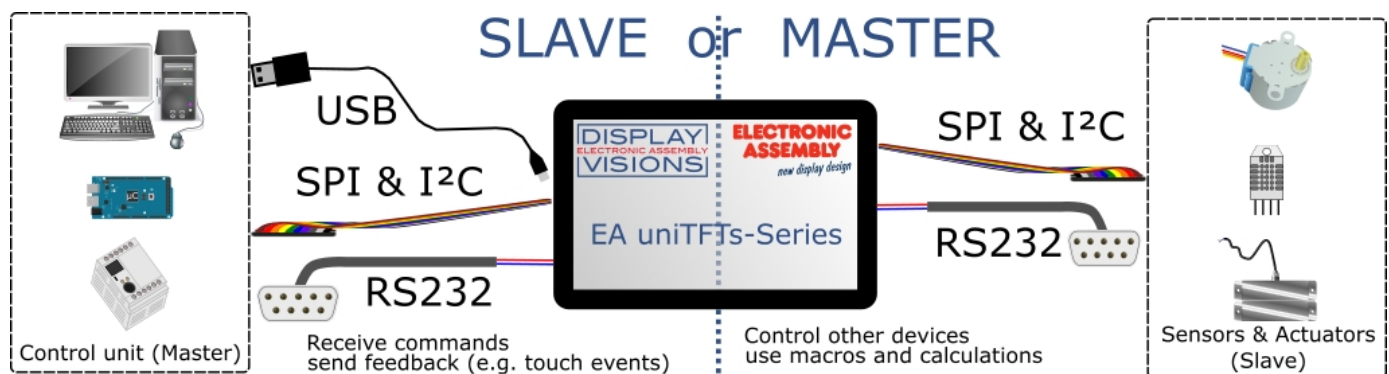 SLAVE or MASTER
USB
SPI & I²C
RS232
Control unit (Master)
Receive commands
send feedback (e.g. touch events)
DISPLAY
ELECTRONIC ASSEMBLY
VISIONS
ELECTRONIC
ASSEMBLY
new display design
EA uniTFTs-Series
Control other devices
use macros and calculations
SPI & I²C
RS232
Sensors & Actuators
(Slave)